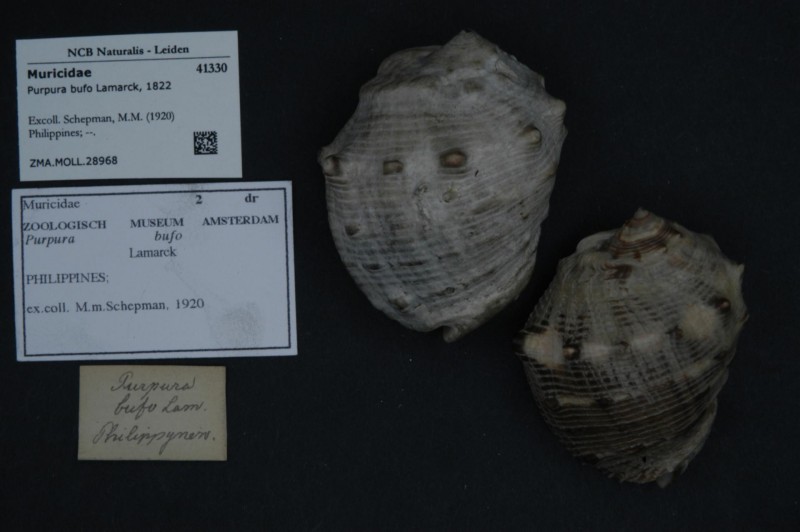 NCB Naturalis - Leiden
Muricidae 41330
Purpura bufo Lamarck, 1822
Excoll. Schepman, M.M. (1920)
Philippines; --.
ZMA.MOLL.28968
Muricidae 2 dr
ZOOLOGISCH MUSEUM AMSTERDAM
Purpura bufo
Lamarck
PHILIPPINES;
ex.coll. M.m.Schepman, 1920
Purpura
bufo Lam.
Philippynen.